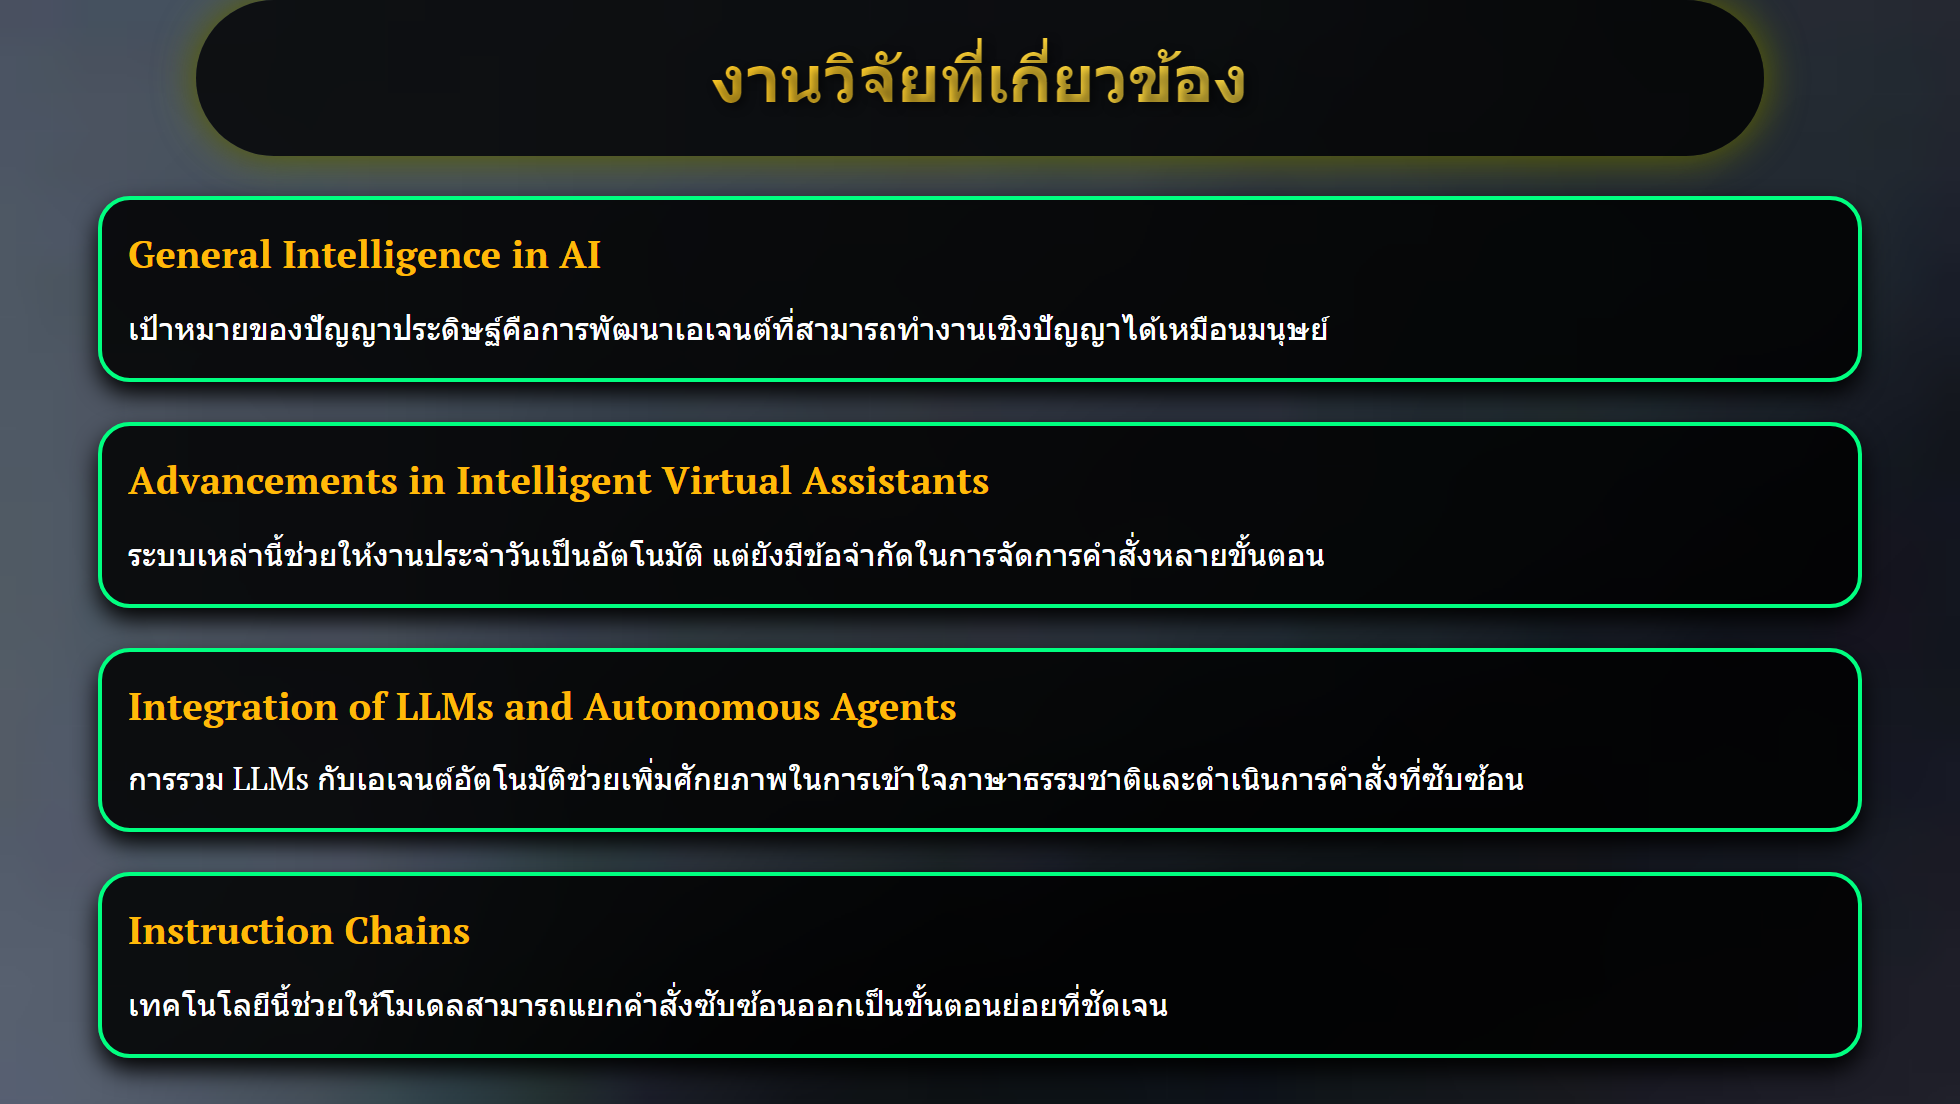 งานวิจัยที่เกี่ยวข้อง
General Intelligence in AI
เป้าหมายของปัญญาประดิษฐ์คือการพัฒนาเอเจนต์ที่สามารถทำงานเชิงปัญญาได้เหมือนมนุษย์
Advancements in Intelligent Virtual Assistants
ระบบเหล่านี้ช่วยให้งานประจำวันเป็นอัตโนมัติ แต่ยังมีข้อจำกัดในการจัดการคำสั่งหลายขั้นตอน
Integration of LLMs and Autonomous Agents
การรวม LLMs กับเอเจนต์อัตโนมัติช่วยเพิ่มศักยภาพในการเข้าใจภาษาธรรมชาติและดำเนินการคำสั่งที่ซับซ้อน
Instruction Chains
เทคโนโลยีนี้ช่วยให้โมเดลสามารถแยกคำสั่งซับซ้อนออกเป็นขั้นตอนย่อยที่ชัดเจน